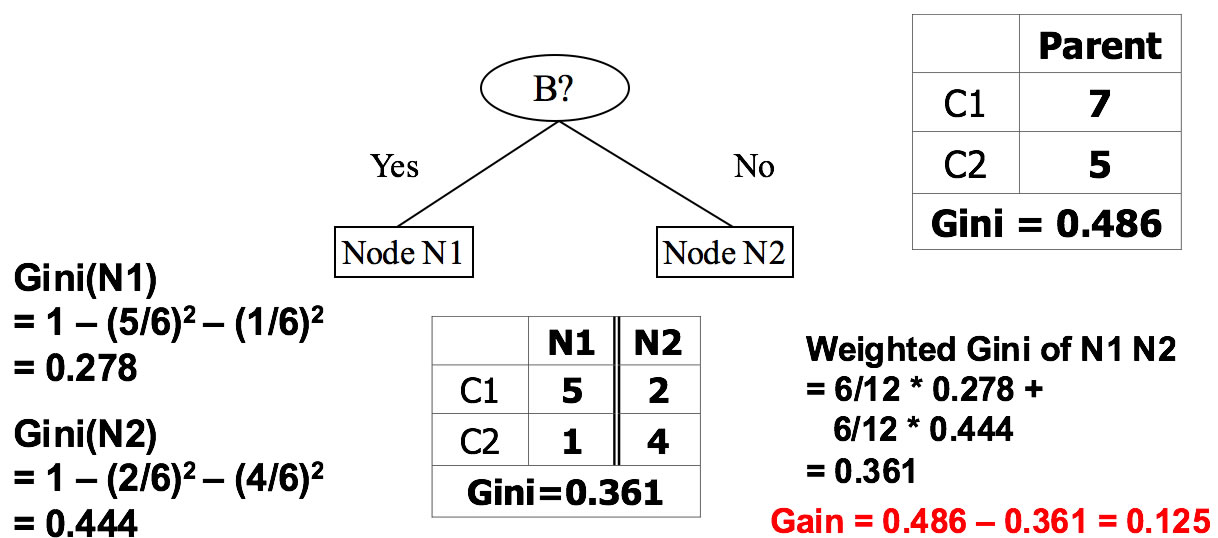 B?
Yes
No
Node N1
Node N2
Parent
C1 7
C2 5
Gini = 0.486
Gini(N1)
= 1 – (5/6)² – (1/6)²
= 0.278
Gini(N2)
= 1 – (2/6)² – (4/6)²
= 0.444
N1 N2
C1 5 2
C2 1 4
Gini=0.361
Weighted Gini of N1 N2
= 6/12 * 0.278 +
6/12 * 0.444
= 0.361
Gain = 0.486 – 0.361 = 0.125